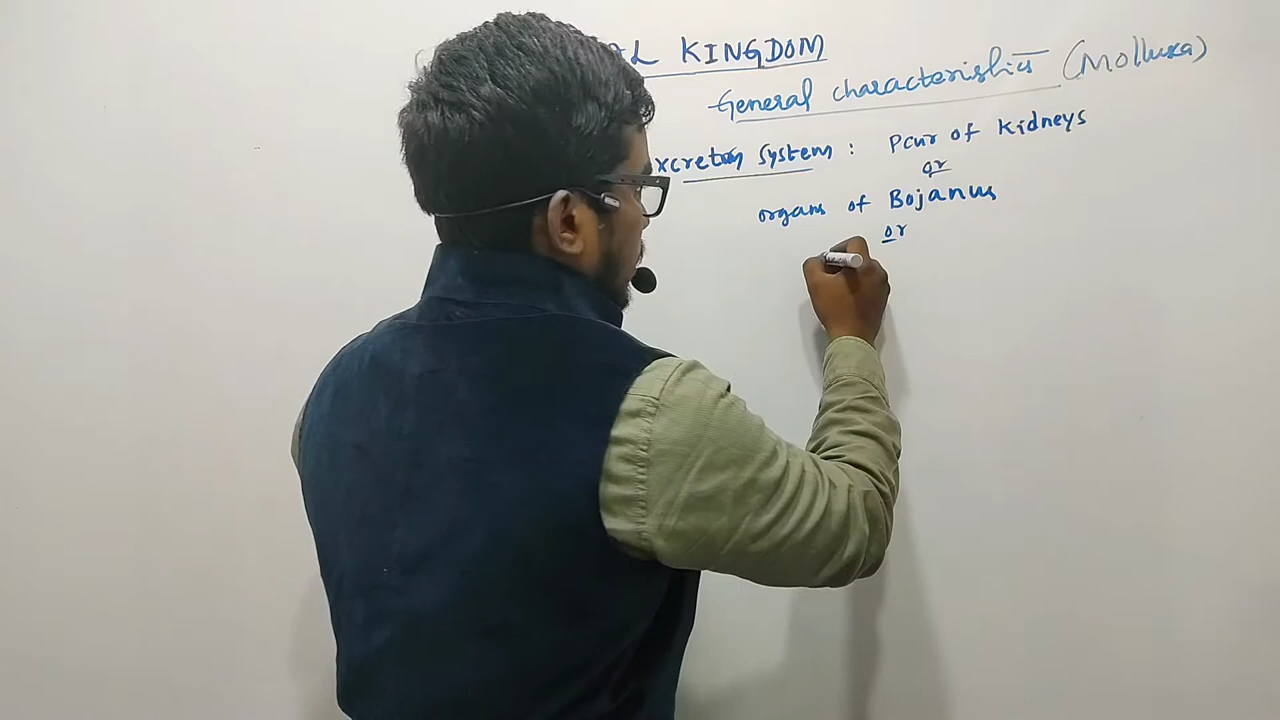 KINGDOM
General characteristics (Mollusca)
xcretory System : Pair of Kidneys
or
organs of Bojanus
or